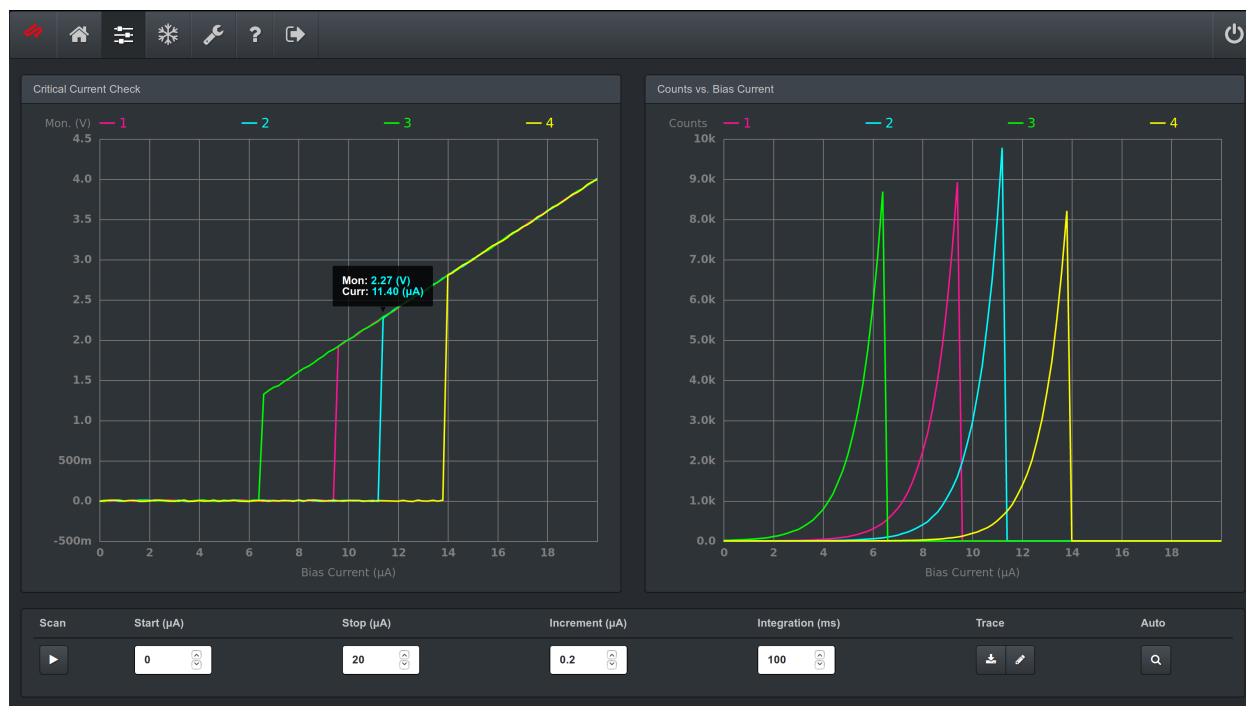 ?
Critical Current Check
Mon. (V) 1 2 3 4
4.5
4.0
3.5
3.0
2.5
2.0
1.5
1.0
500m
0.0
-500m
Mon: 2.27 (V)
Curr: 11.40 (µA)
0 2 4 6 8 10 12 14 16 18
Bias Current (µA)
Counts vs. Bias Current
Counts 1 2 3 4
10k
9.0k
8.0k
7.0k
6.0k
5.0k
4.0k
3.0k
2.0k
1.0k
0.0
0 2 4 6 8 10 12 14 16 18
Bias Current (µA)
Scan Start (µA) Stop (µA) Increment (µA) Integration (ms) Trace Auto
0 20 0.2 100